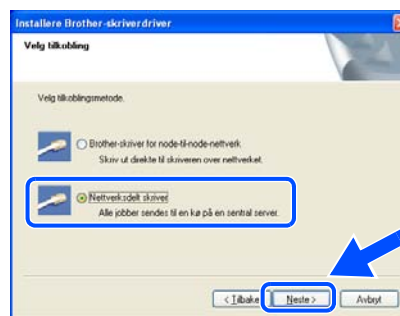 Installere Brother-skriverdriver
Velg tilkobling
Velg tilkoblingsmetode.
Brother-skriver for node-til-node-nettverk
Skriv ut direkte til skriveren over nettverket.
Nettverksdelt skriver
Alle jobber sendes til en kø på en sentral server.
< Tilbake Neste > Avbryt